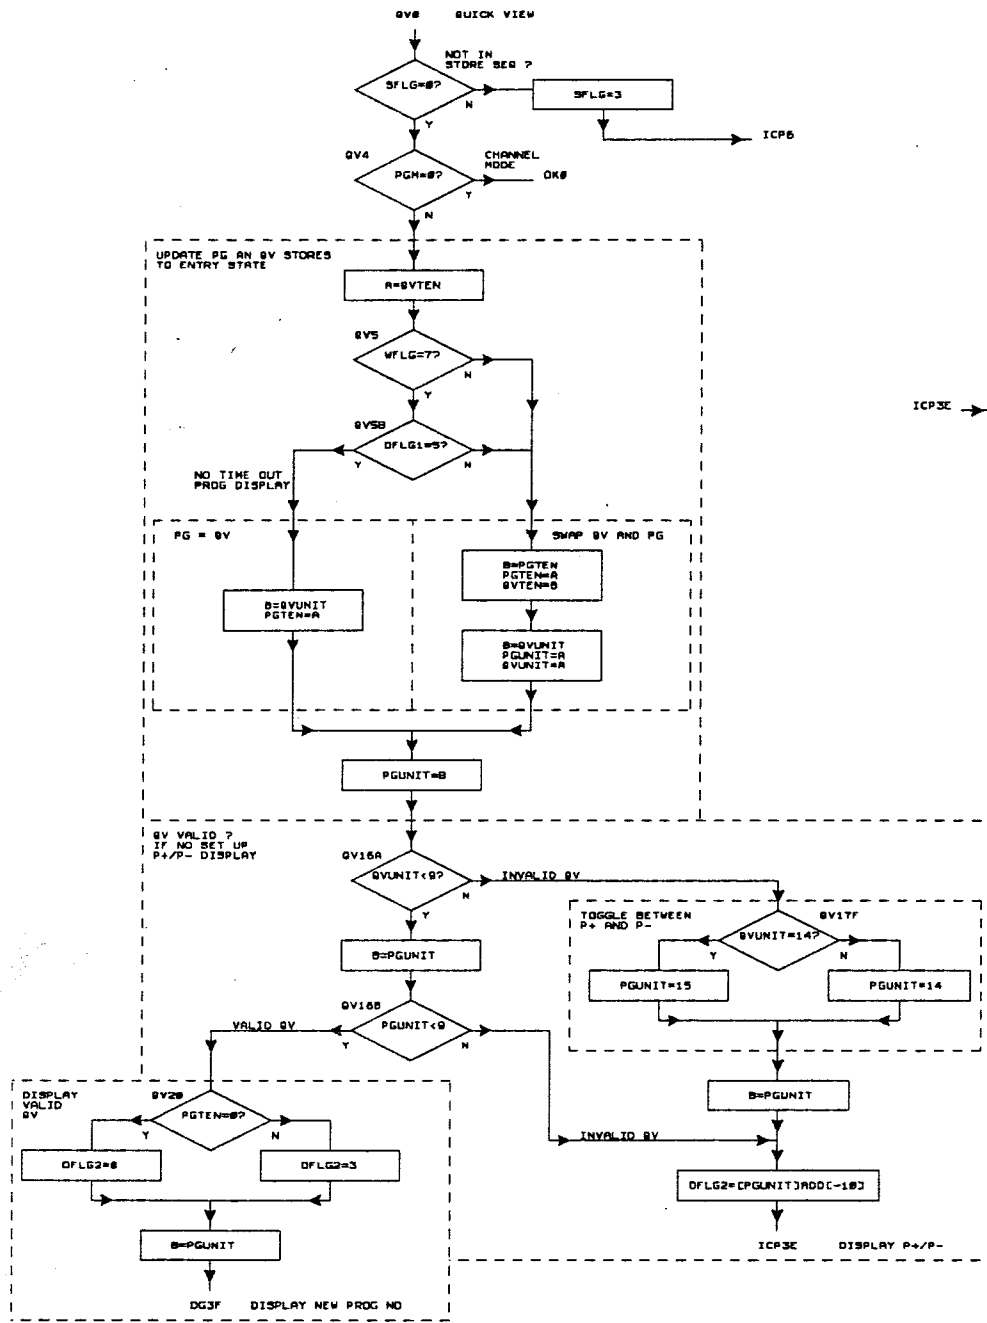 QV0 QUICK VIEW
NOT IN
STORE SEQ ?
SFLG=0?
N
SFLG=3
Y
ICP6
QV4
CHANNEL
MODE
PGM=0?
OK0
Y
N
UPDATE PG AN QV STORES
TO ENTRY STATE
A=QVTEN
QV5
WFLG=7?
N
Y
ICP3E
QV5B
DFLG1=5?
Y
N
NO TIME OUT
PROG DISPLAY
PG = QV
SWAP QV AND PG
B=PGTEN
PGTEN=A
QVTEN=B
B=QVUNIT
PGTEN=A
B=QVUNIT
PGUNIT=A
QVUNIT=A
PGUNIT=B
QV VALID ?
IF NO SET UP
P+/P- DISPLAY
QV16A
QVUNIT<9?
INVALID QV
N
Y
TOGGLE BETWEEN
P+ AND P-
QV17F
QVUNIT=14?
Y
N
B=PGUNIT
PGUNIT=15
PGUNIT=14
QV16B
VALID QV
PGUNIT<9
Y
N
DISPLAY
VALID
QV
QV20
PGTEN=0?
Y
N
B=PGUNIT
INVALID QV
DFLG2=0
DFLG2=3
DFLG2=[PGUNIT]ADD[-10]
B=PGUNIT
ICP3E DISPLAY P+/P-
DG3F DISPLAY NEW PROG NO